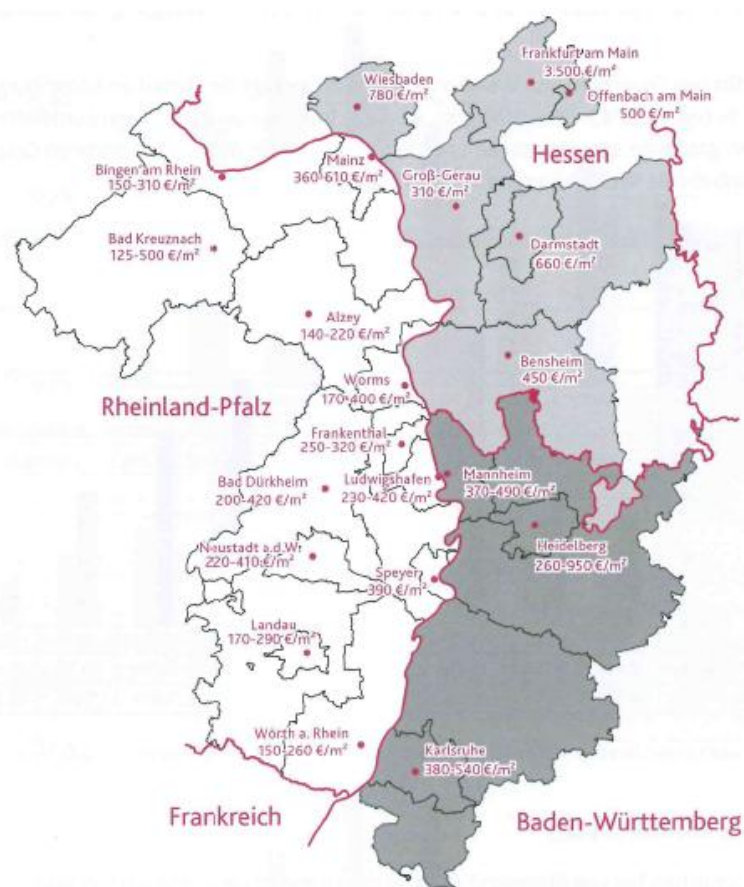 Frankfurt am Main
3.500 €/m²
Wiesbaden
780 €/m²
Offenbach am Main
500 €/m²
Hessen
Mainz
360-610 €/m²
Bingen am Rhein
150-310 €/m²
Groß-Gerau
310 €/m²
Bad Kreuznach
125-500 €/m²
Darmstadt
660 €/m²
Alzey
140-220 €/m²
Bensheim
450 €/m²
Worms
170-400 €/m²
Rheinland-Pfalz
Frankenthal
250-320 €/m²
Bad Dürkheim
200-420 €/m²
Ludwigshafen
230-420 €/m²
Mannheim
370-490 €/m²
Neustadt a.d.W.
220-410 €/m²
Heidelberg
260-950 €/m²
Speyer
390 €/m²
Landau
170-290 €/m²
Wörth a. Rhein
150-260 €/m²
Karlsruhe
380-540 €/m²
Frankreich
Baden-Württemberg